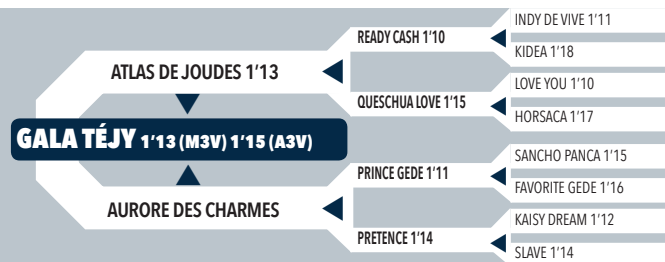 INDY DE VIVE 1'11
READY CASH 1'10
KIDEA 1'18
ATLAS DE JOUDES 1'13
LOVE YOU 1'10
QUESCHUA LOVE 1'15
HORSACA 1'17
GALA TÉJY 1'13 (M3V) 1'15 (A3V)
SANCHO PANCA 1'15
PRINCE GEDE 1'11
FAVORITE GEDE 1'16
AURORE DES CHARMES
KAISY DREAM 1'12
PRETENCE 1'14
SLAVE 1'14